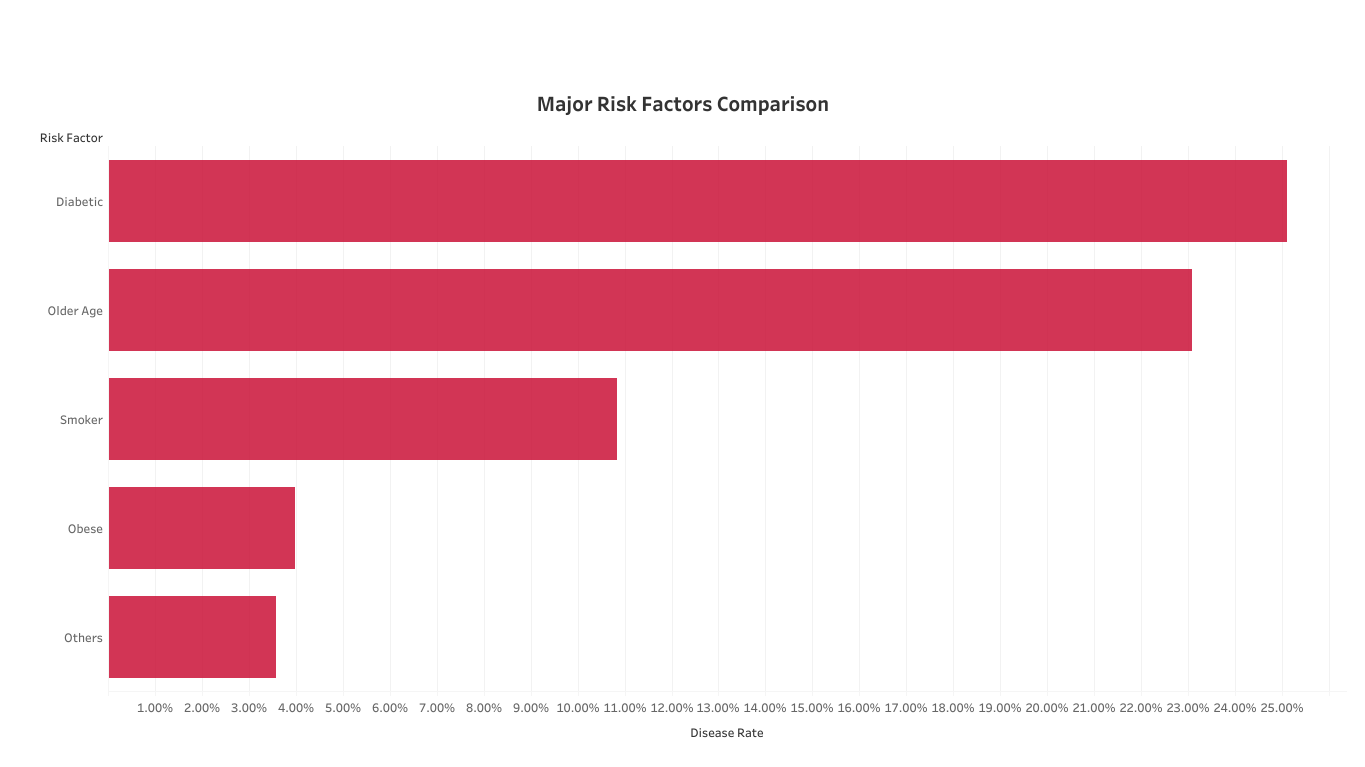 Major Risk Factors Comparison
Risk Factor
Diabetic
Older Age
Smoker
Obese
Others
1.00% 2.00% 3.00% 4.00% 5.00% 6.00% 7.00% 8.00% 9.00% 10.00% 11.00% 12.00% 13.00% 14.00% 15.00% 16.00% 17.00% 18.00% 19.00% 20.00% 21.00% 22.00% 23.00% 24.00% 25.00%
Disease Rate